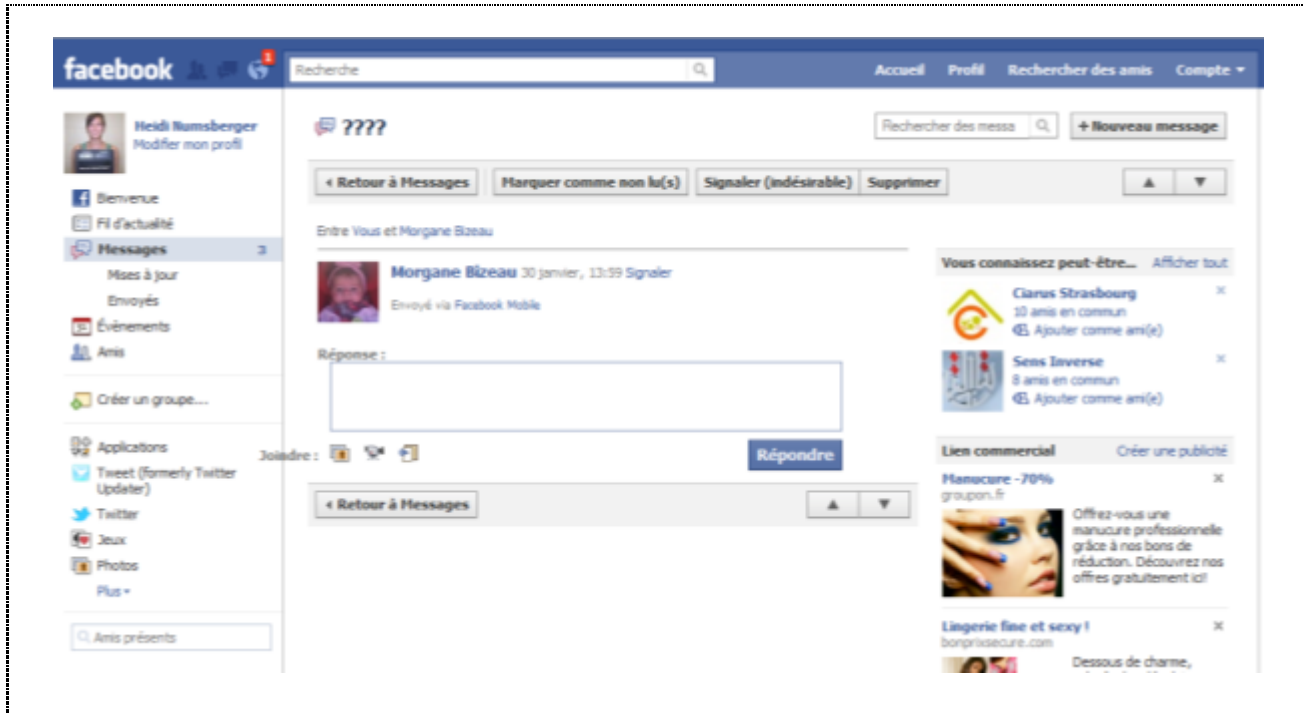 facebook
1
Recherche
Accueil Profil Rechercher des amis Compte
Heidi Numsberger
Modifier mon profil
Bienvenue
Fil d'actualité
Messages 3
Mises à jour
Envoyés
31 Évènements
Amis
Créer un groupe...
Applications
Tweet (formerly Twitter
Updater)
Twitter
Jeux
Photos
Plus
Amis présents
????
Rechercher des messa
+ Nouveau message
Retour à Messages
Marquer comme non lu(s)
Signaler (indésirable)
Supprimer
Entre Vous et Morgane Bizeau
Morgane Bizeau 30 janvier, 13:59 Signaler
Envoyé via Facebook Mobile
Réponse :
Joindre :
Répondre
Retour à Messages
Vous connaissez peut-être... Afficher tout
Ciarus Strasbourg x
10 amis en commun
Ajouter comme ami(e)
Sens Inverse x
8 amis en commun
Ajouter comme ami(e)
Lien commercial Créer une publicité
Manucure -70% x
groupon.fr
Offrez-vous une
manucure professionnelle
grâce à nos bons de
réduction. Découvrez nos
offres gratuitement ici!
Lingerie fine et sexy ! x
bonprixsecure.com
Dessous de charme,